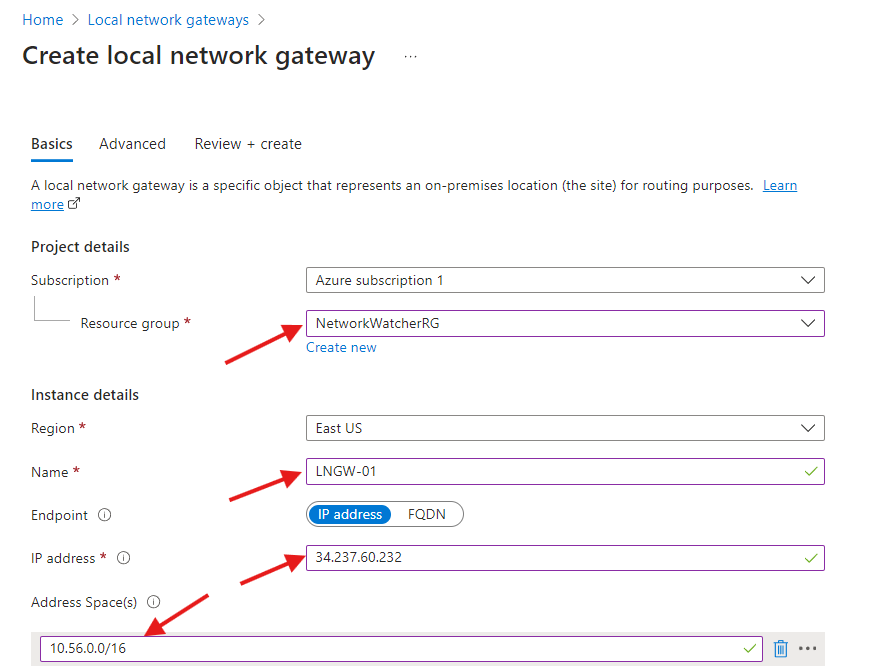 Home > Local network gateways >
Create local network gateway ...
Basics Advanced Review + create
A local network gateway is a specific object that represents an on-premises location (the site) for routing purposes. Learn
more
Project details
Subscription * Azure subscription 1
Resource group * NetworkWatcherRG
Create new
Instance details
Region * East US
Name * LNGW-01
Endpoint IP address FQDN
IP address * 34.237.60.232
Address Space(s)
10.56.0.0/16